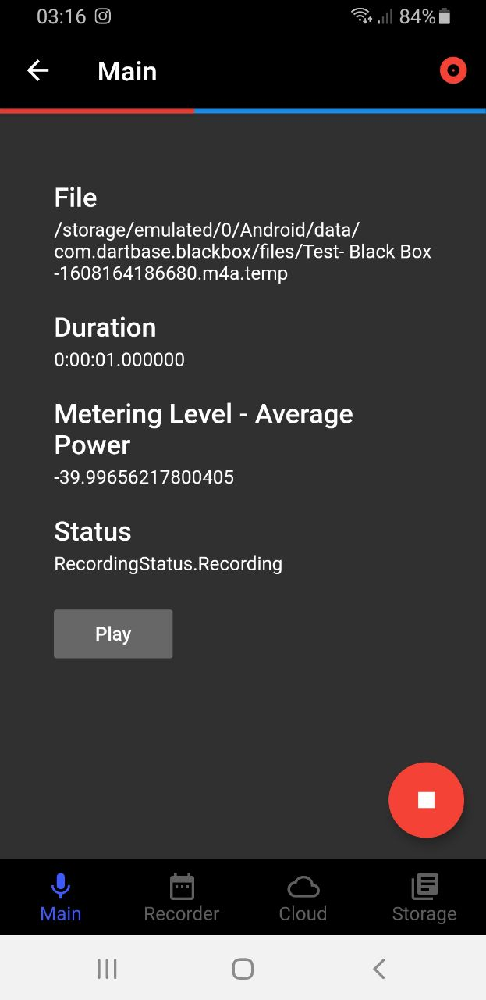 03:16 84%
Main
File
/storage/emulated/0/Android/data/
com.dartbase.blackbox/files/Test- Black Box
-1608164186680.m4a.temp
Duration
0:00:01.000000
Metering Level - Average
Power
-39.99656217800405
Status
RecordingStatus.Recording
Play
Main Recorder Cloud Storage